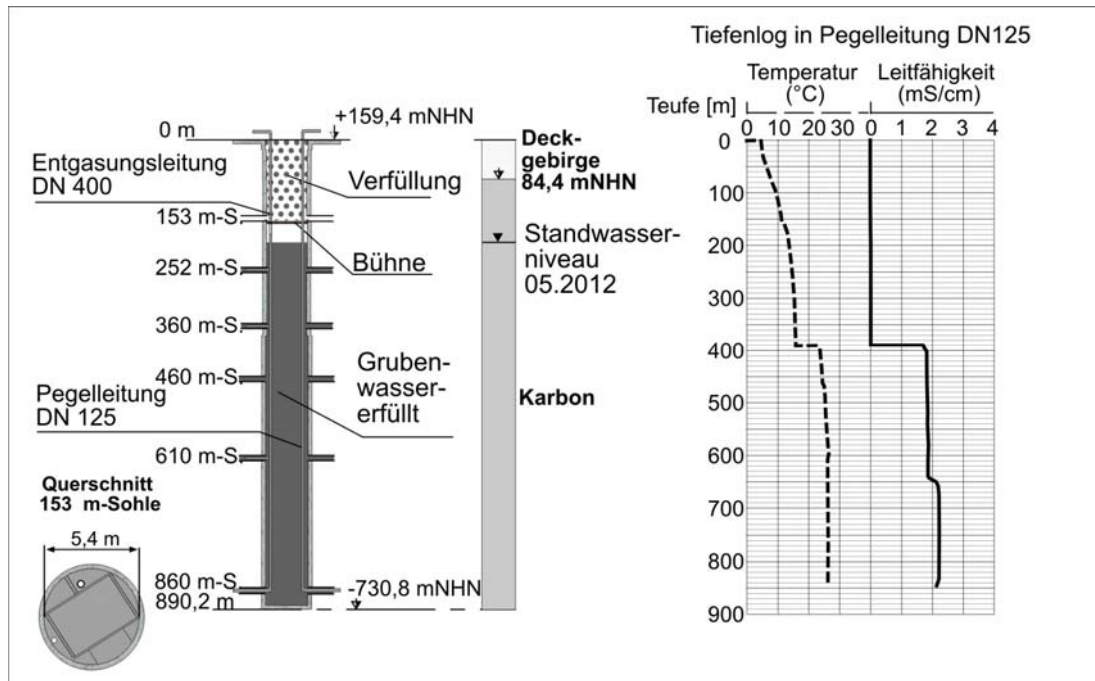 Tiefenlog in Pegelleitung DN125
Temperatur
(°C)
Leitfähigkeit
(mS/cm)
Teufe [m]
0 10 20 30
0 1 2 3 4
0
100
200
300
400
500
600
700
800
900
0 m
+159,4 mNHN
Entgasungsleitung
DN 400
Verfüllung
153 m-S.
Bühne
252 m-S.
360 m-S.
460 m-S.
Gruben-
wasser-
erfüllt
Pegelleitung
DN 125
610 m-S.
Querschnitt
153 m-Sohle
5,4 m
860 m-S.
890,2 m
-730,8 mNHN
Deck-
gebirge
84,4 mNHN
Standwasser-
niveau
05.2012
Karbon